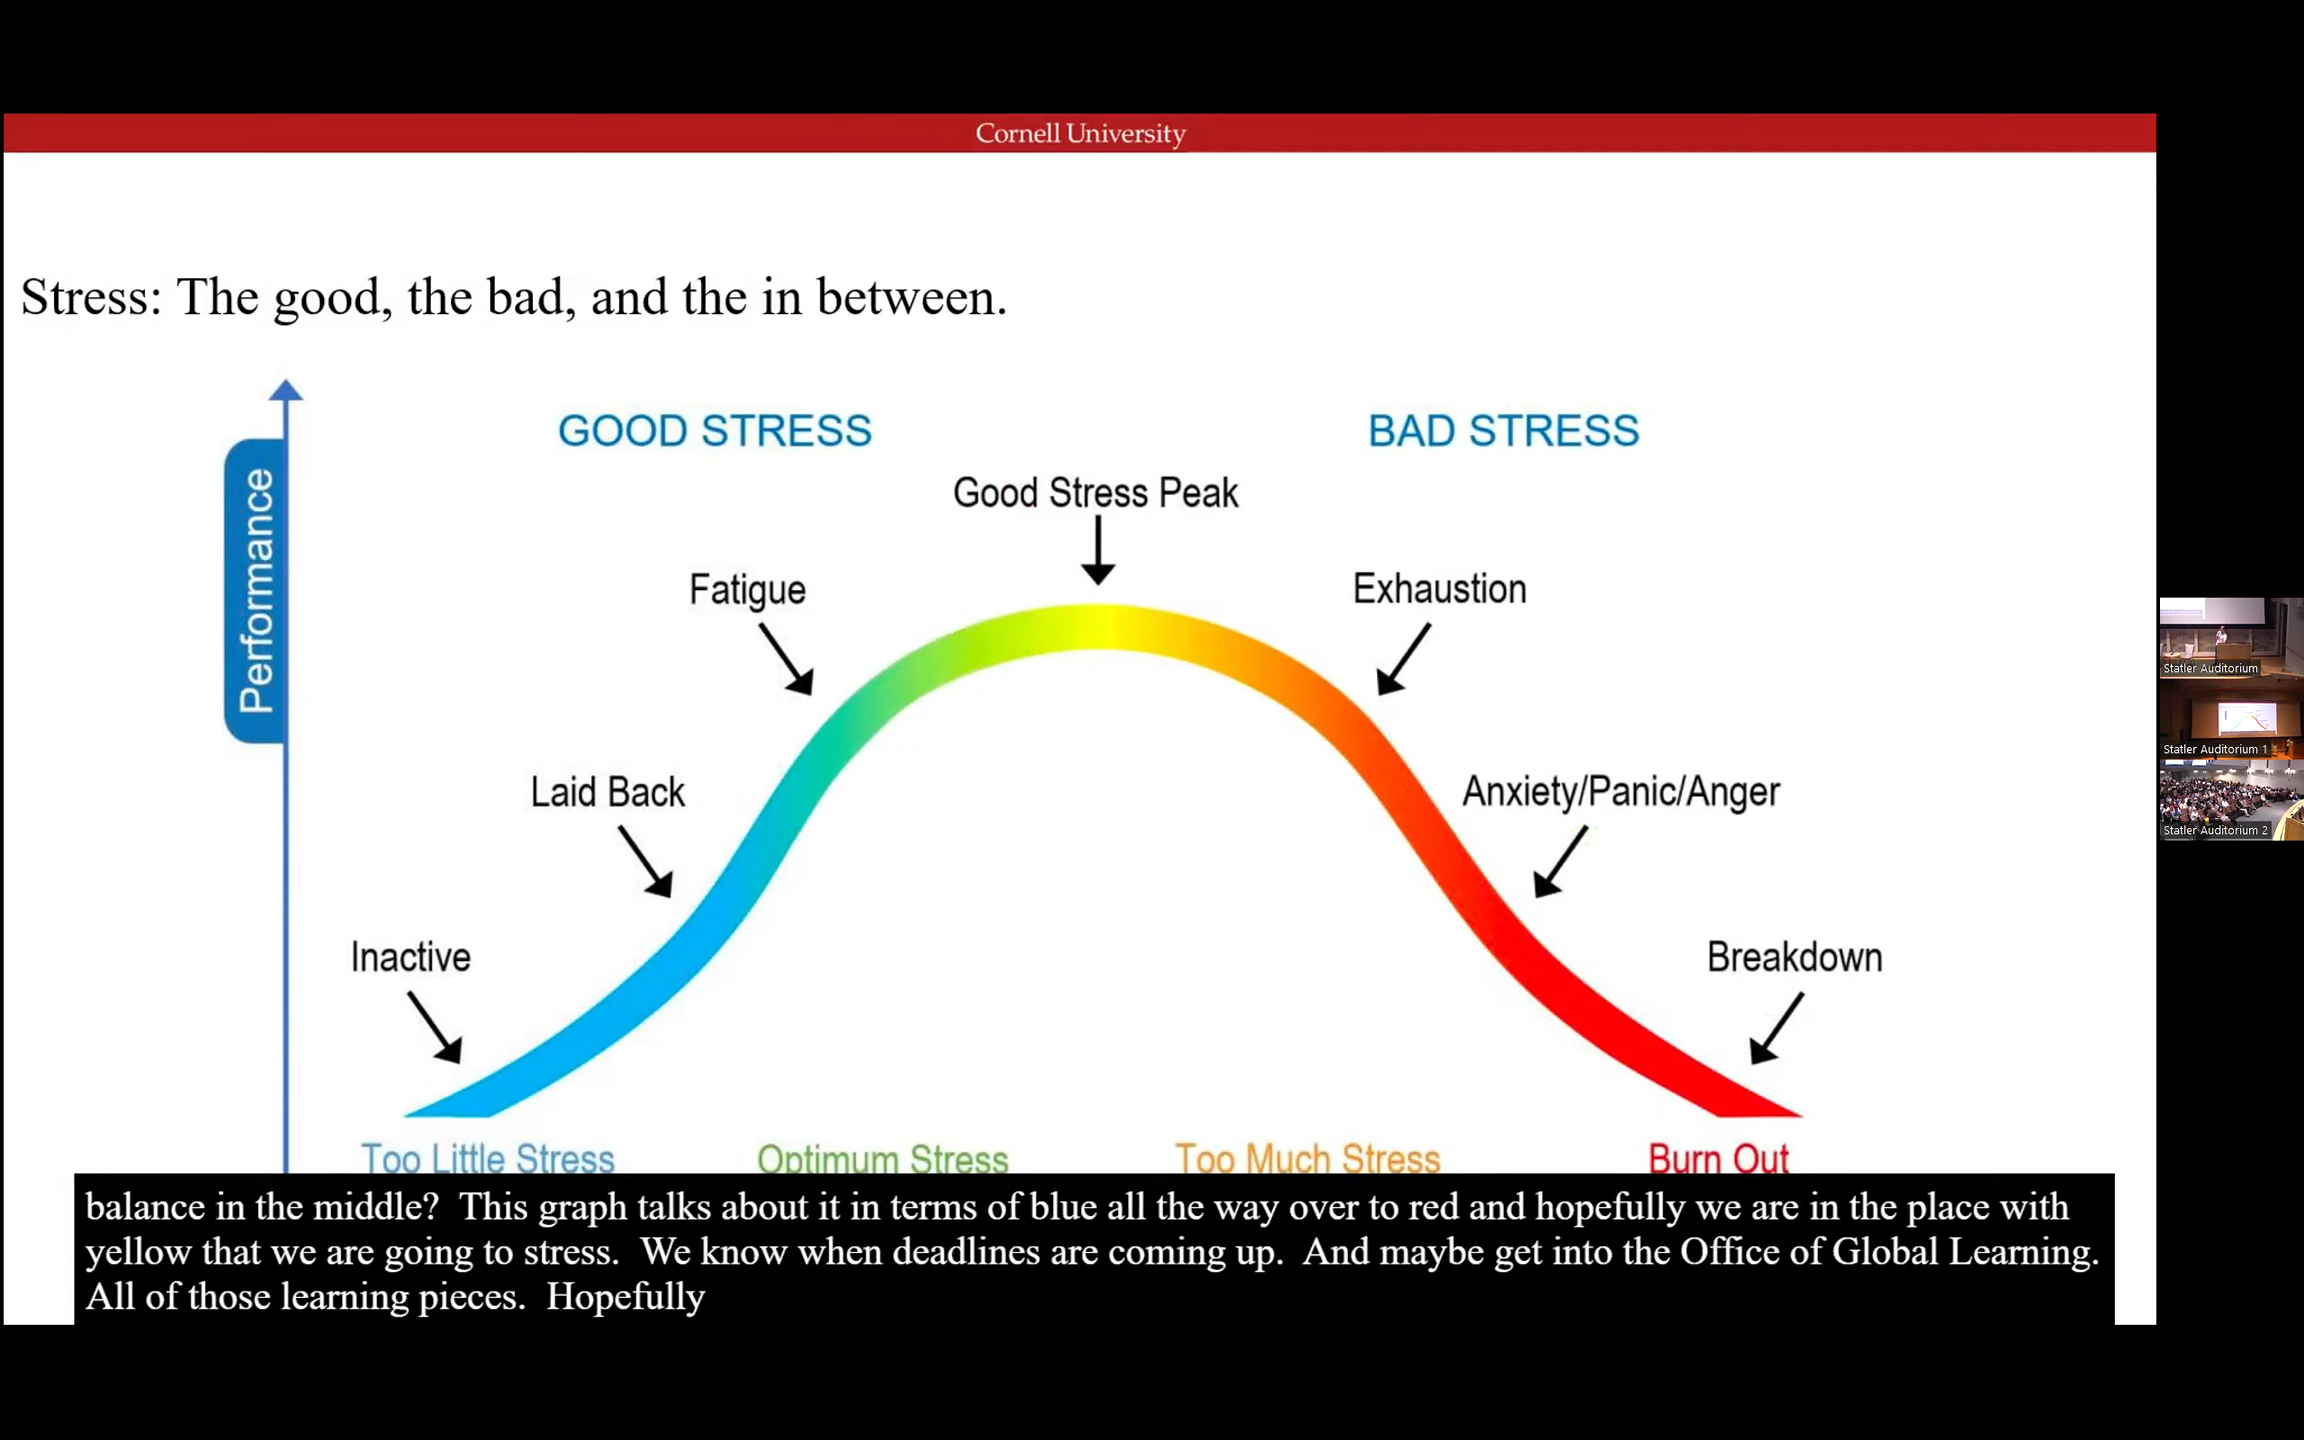 Cornell University
Stress: The good, the bad, and the in between.
GOOD STRESS
BAD STRESS
Good Stress Peak
Performance
Fatigue
Exhaustion
Laid Back
Anxiety/Panic/Anger
Inactive
Breakdown
Too Little Stress
Optimum Stress
Too Much Stress
Burn Out
balance in the middle? This graph talks about it in terms of blue all the way over to red and hopefully we are in the place with
yellow that we are going to stress. We know when deadlines are coming up. And maybe get into the Office of Global Learning.
All of those learning pieces. Hopefully
Statler Auditorium
Statler Auditorium 1
Statler Auditorium 2